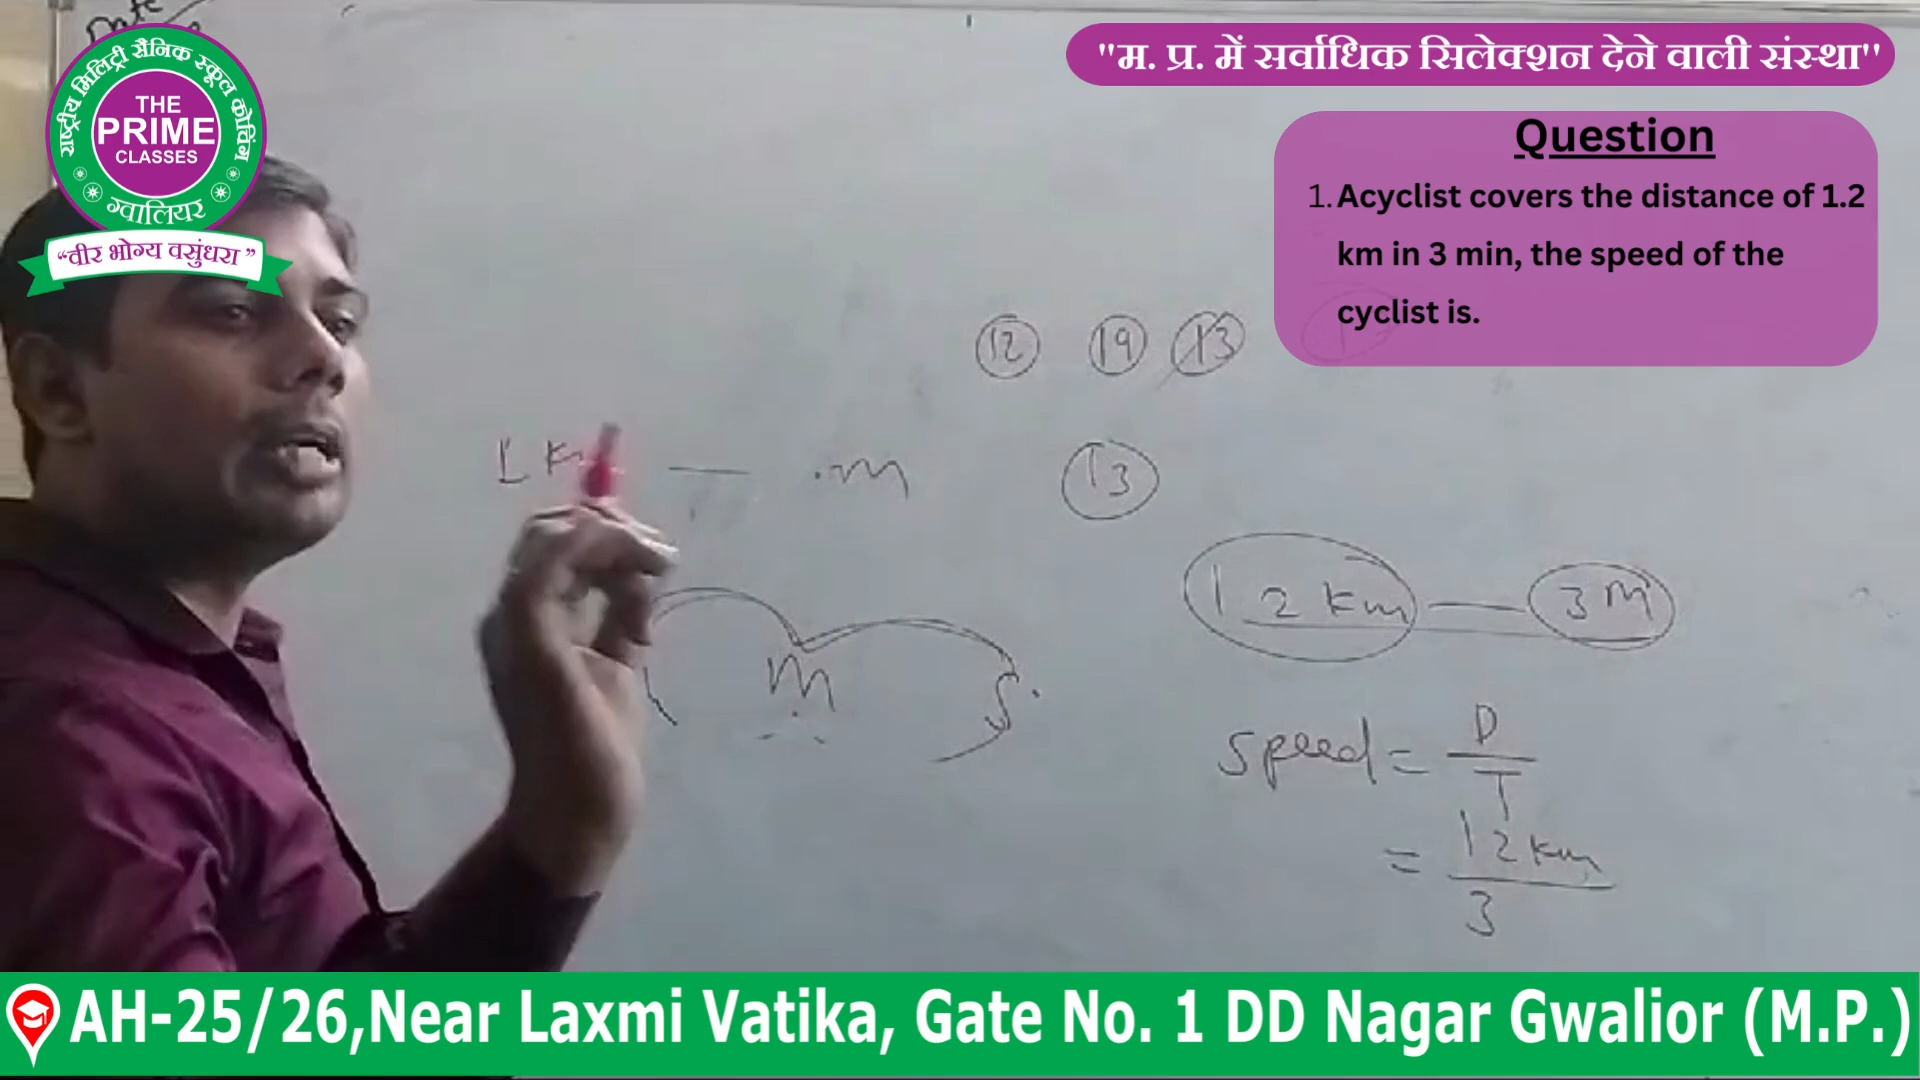 Date
राष्ट्रीय मिलिट्री सैनिक स्कूल कोचिंग
THE
PRIME
CLASSES
ग्वालियर
“वीर भोग्य वसुंधरा ”
"म. प्र. में सर्वाधिक सिलेक्शन देने वाली संस्था"
Question
1. Acyclist covers the distance of 1.2
km in 3 min, the speed of the
cyclist is.
12 19 13
1 km — m 13
1 2 km — 3 m
m s
speed = D
T
= 12 km
3
AH-25/26,Near Laxmi Vatika, Gate No. 1 DD Nagar Gwalior (M.P.)